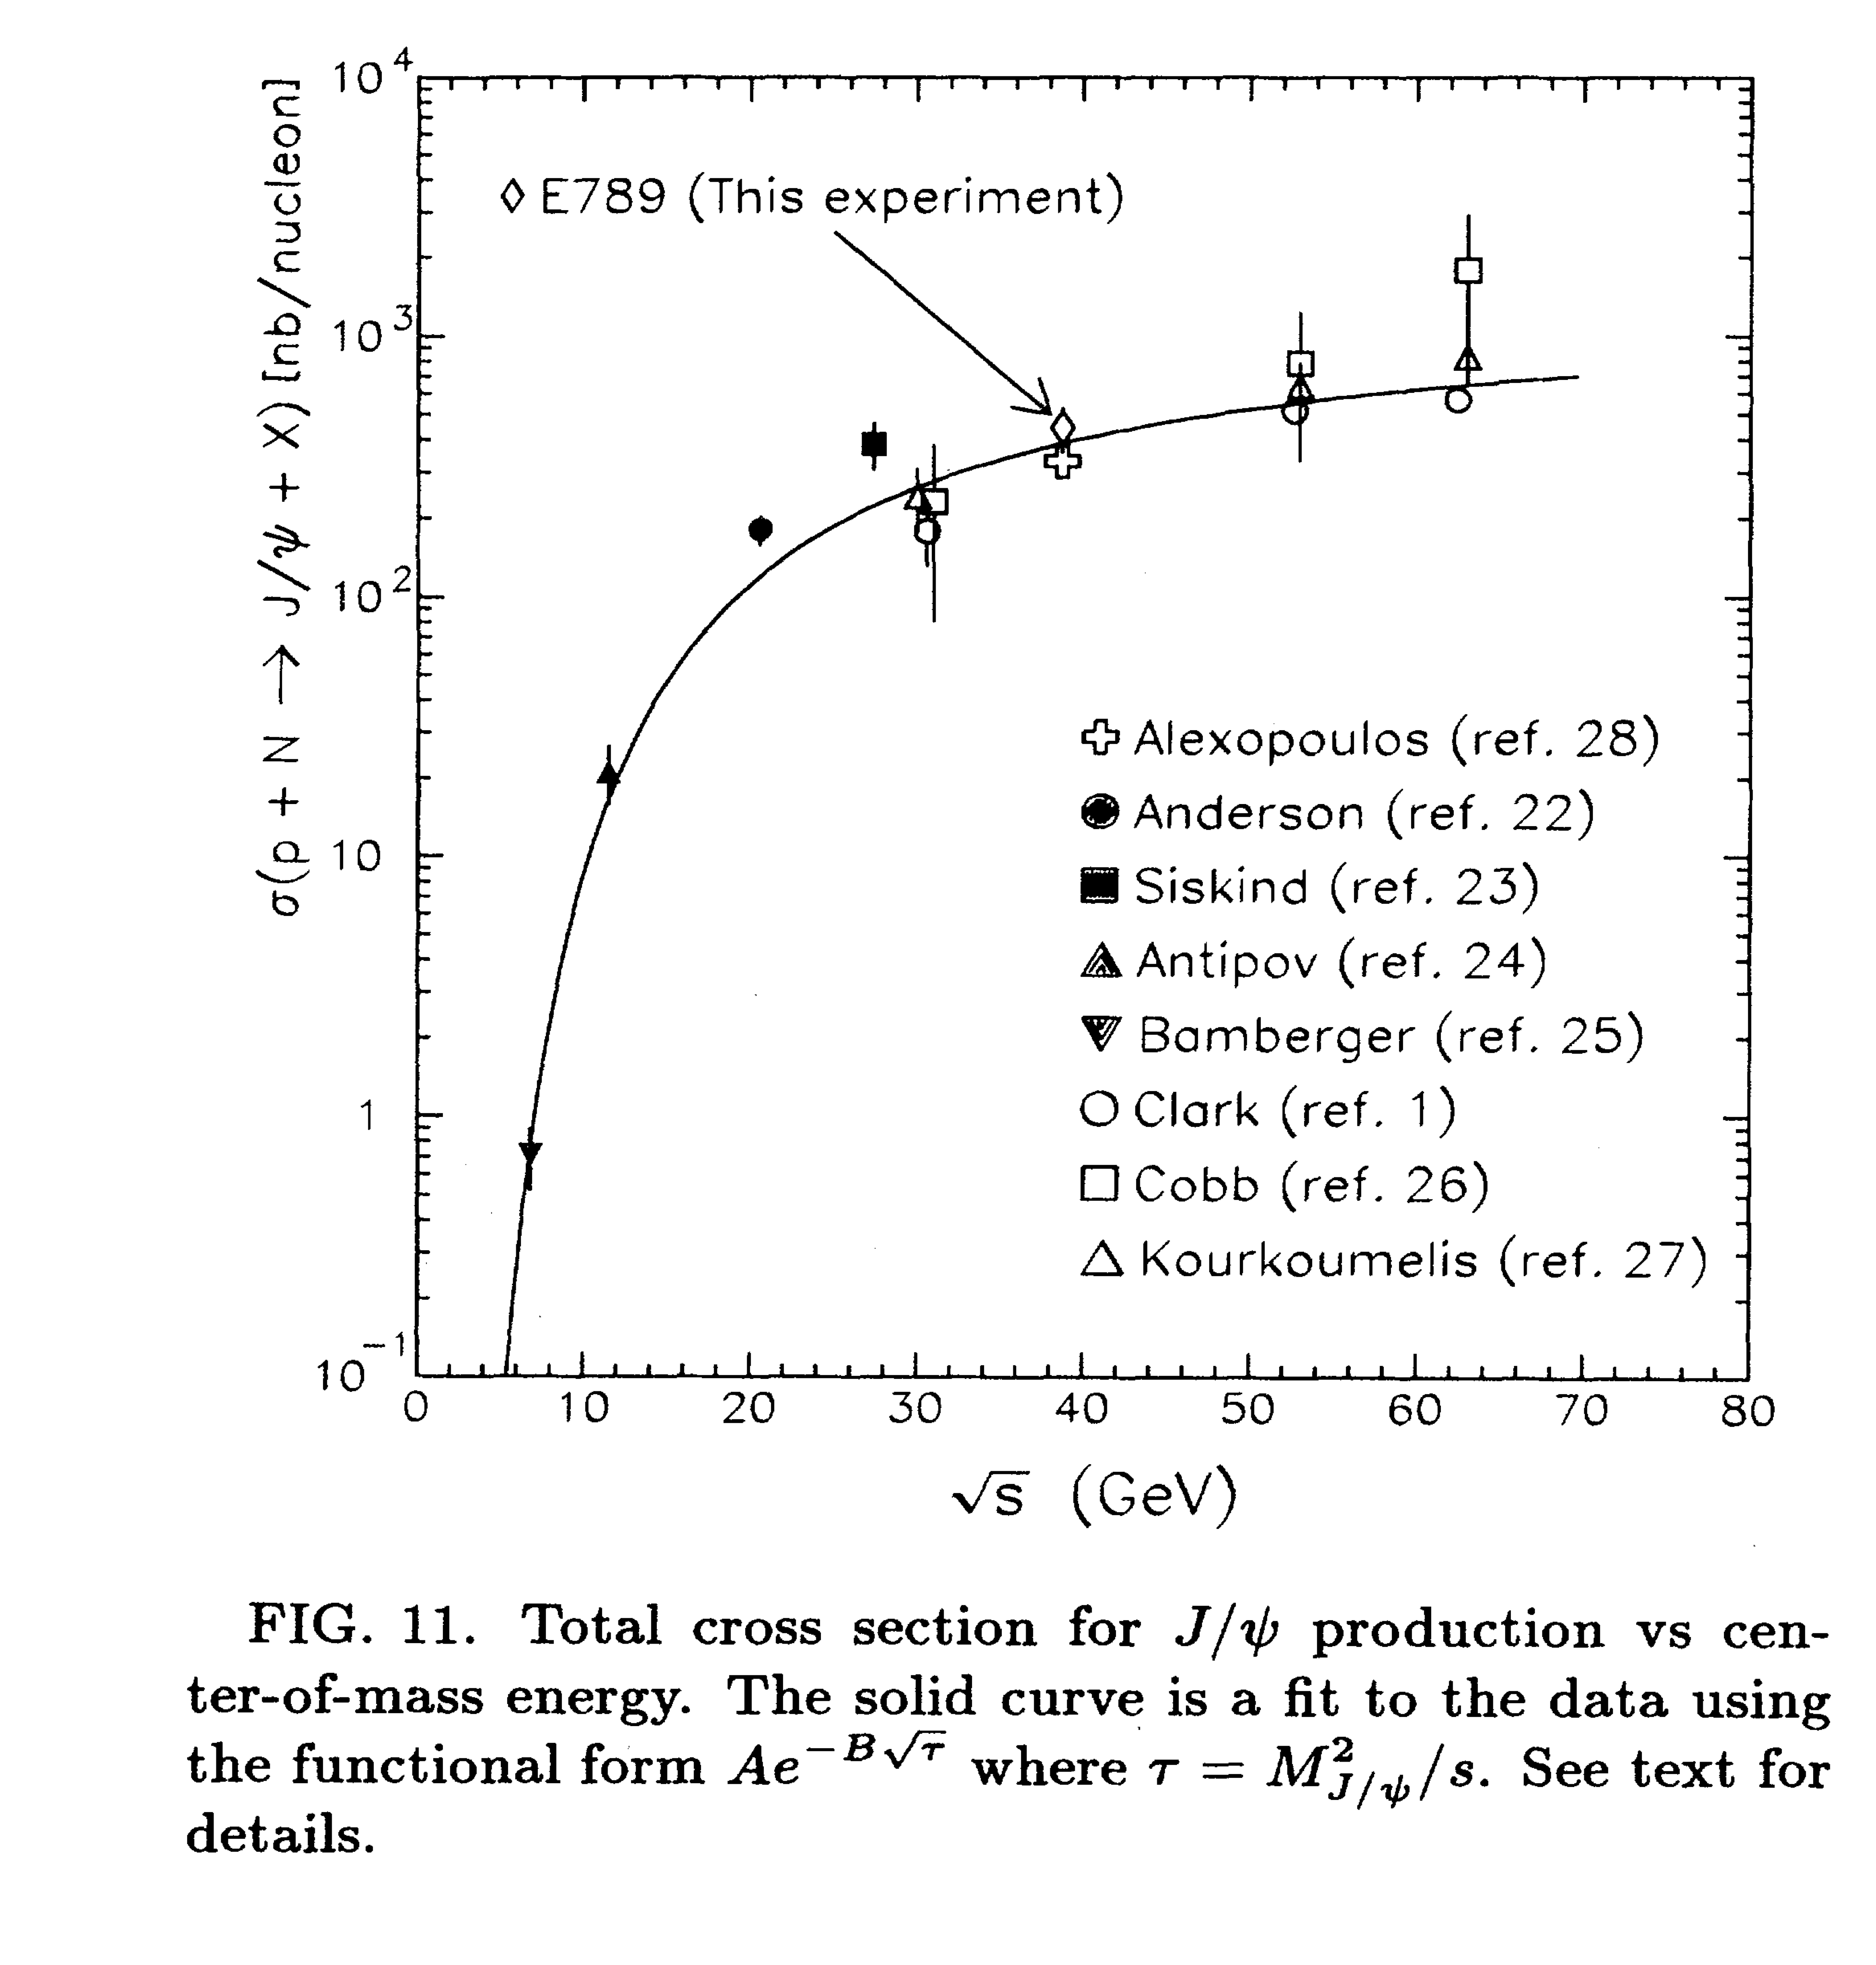 σ(p + N → J/ψ + X) [nb/nucleon]
10^4
10^3
10^2
10
1
10^−1
◇ E789 (This experiment)
Alexopoulos (ref. 28)
Anderson (ref. 22)
Siskind (ref. 23)
Antipov (ref. 24)
Bamberger (ref. 25)
Clark (ref. 1)
Cobb (ref. 26)
Kourkoumelis (ref. 27)
0 10 20 30 40 50 60 70 80
√s (GeV)
FIG. 11. Total cross section for J/ψ production vs cen-
ter-of-mass energy. The solid curve is a fit to the data using
the functional form Ae^{−B√τ} where τ = M²_{J/ψ}/s. See text for
details.